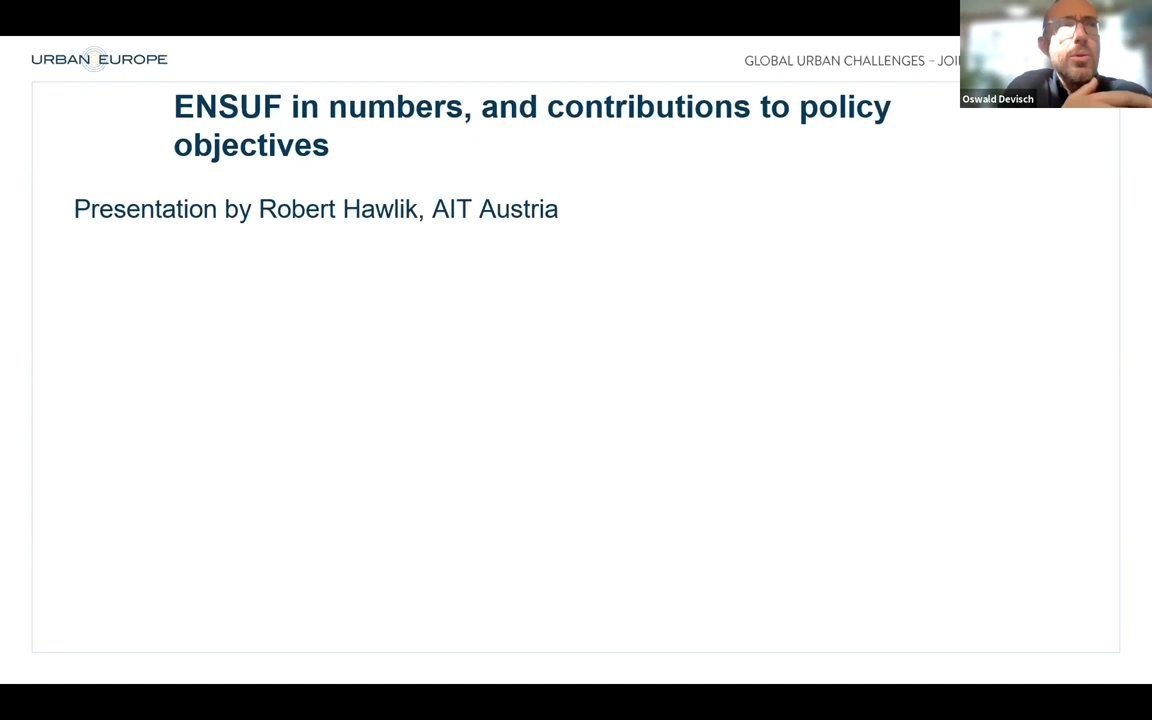 URBAN EUROPE
GLOBAL URBAN CHALLENGES – JOI
Oswald Devisch
ENSUF in numbers, and contributions to policy
objectives
Presentation by Robert Hawlik, AIT Austria